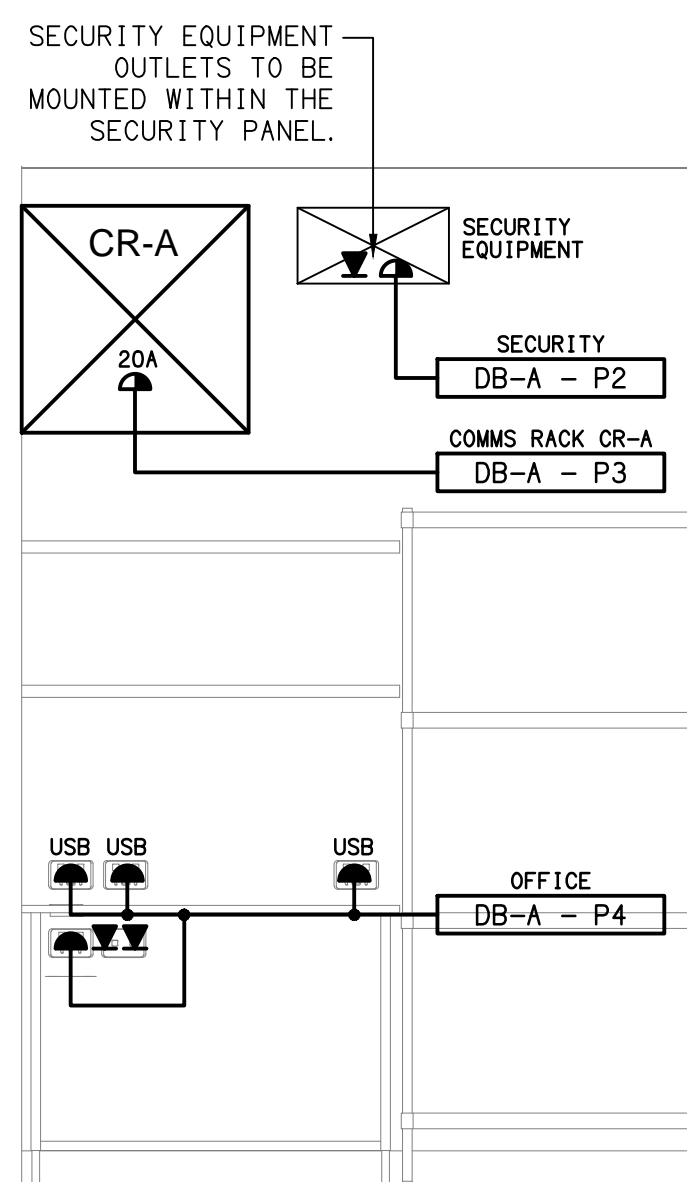 SECURITY EQUIPMENT
OUTLETS TO BE
MOUNTED WITHIN THE
SECURITY PANEL.
CR-A
20A
SECURITY
EQUIPMENT
SECURITY
DB-A - P2
COMMS RACK CR-A
DB-A - P3
USB
USB
USB
OFFICE
DB-A - P4